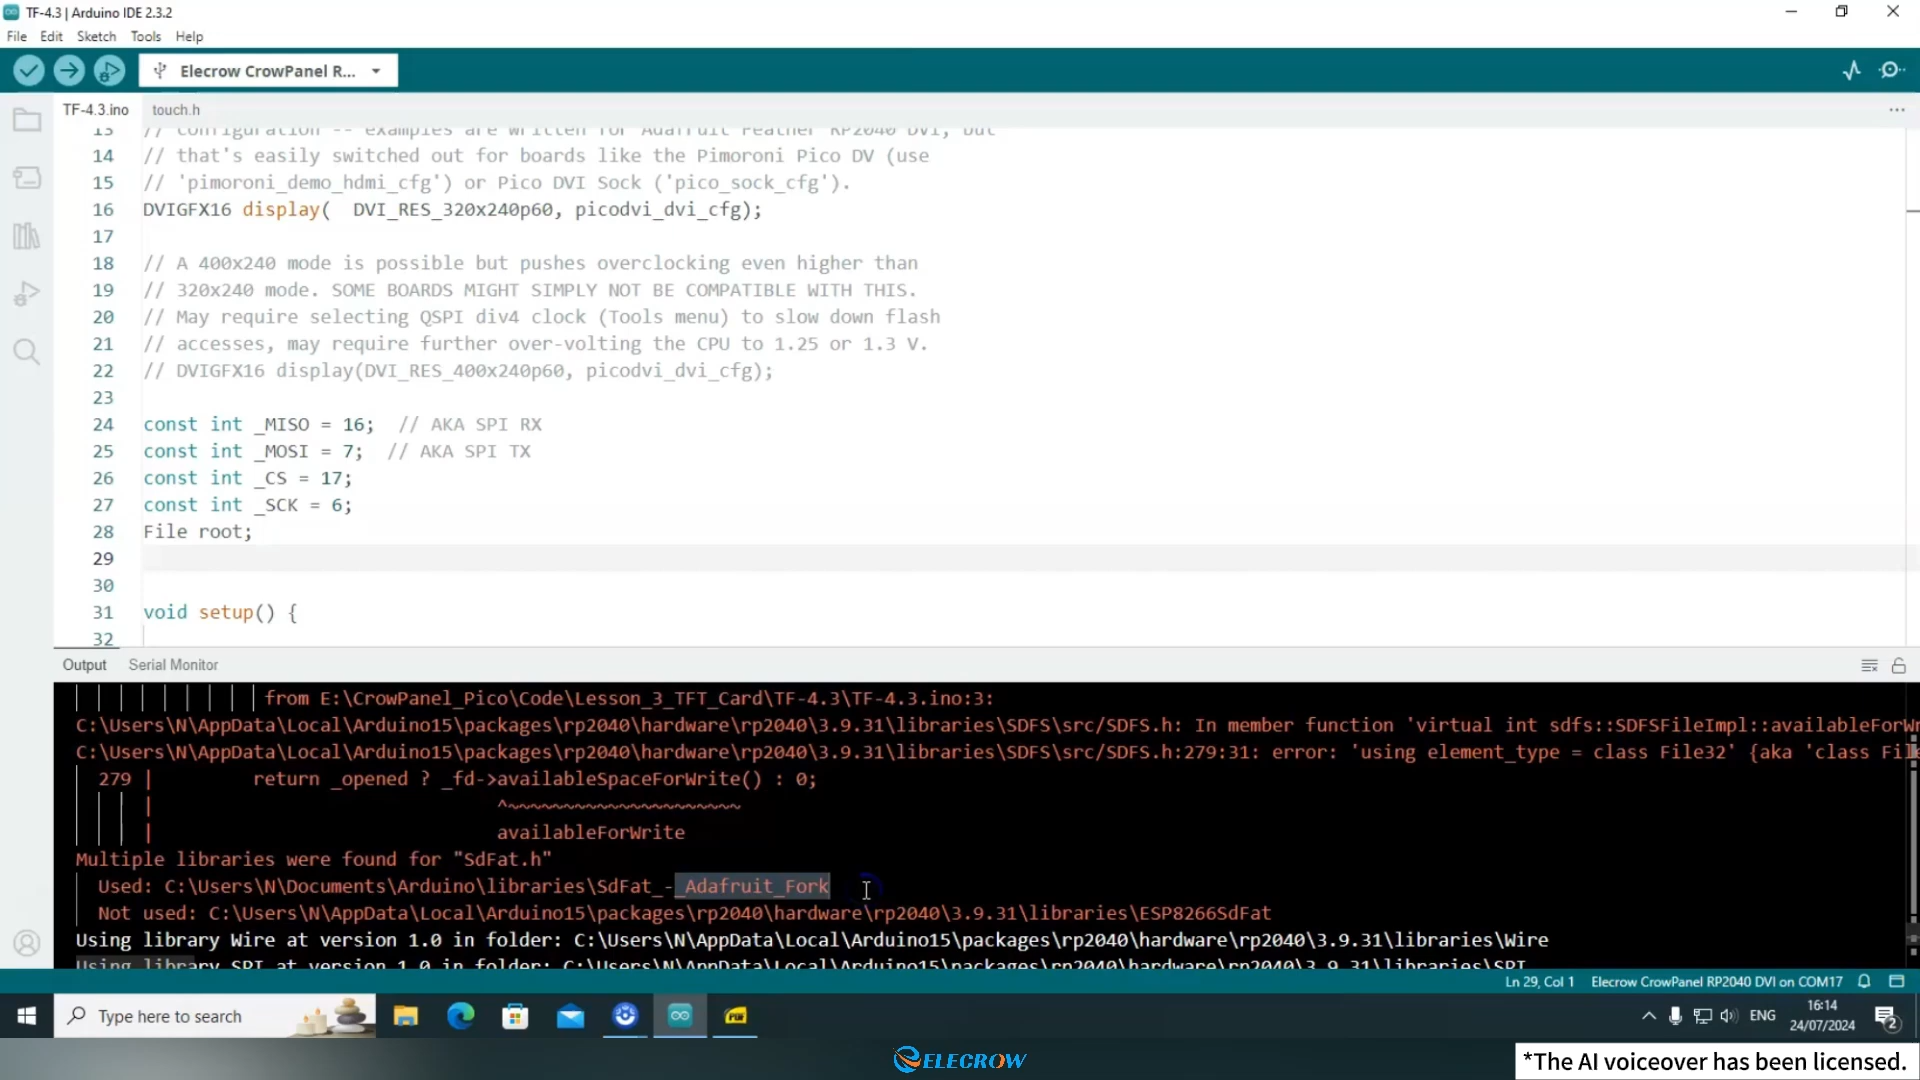 TF-4.3 | Arduino IDE 2.3.2
File Edit Sketch Tools Help
Elecrow CrowPanel R...
TF-4.3.ino touch.h
13 // configuration -- examples are written for Adafruit Feather RP2040 DVI, but
14 // that's easily switched out for boards like the Pimoroni Pico DV (use
15 // 'pimoroni_demo_hdmi_cfg') or Pico DVI Sock ('pico_sock_cfg').
16 DVIGFX16 display( DVI_RES_320x240p60, picodvi_dvi_cfg);
17
18 // A 400x240 mode is possible but pushes overclocking even higher than
19 // 320x240 mode. SOME BOARDS MIGHT SIMPLY NOT BE COMPATIBLE WITH THIS.
20 // May require selecting QSPI div4 clock (Tools menu) to slow down flash
21 // accesses, may require further over-volting the CPU to 1.25 or 1.3 V.
22 // DVIGFX16 display(DVI_RES_400x240p60, picodvi_dvi_cfg);
23
24 const int _MISO = 16; // AKA SPI RX
25 const int _MOSI = 7; // AKA SPI TX
26 const int _CS = 17;
27 const int _SCK = 6;
28 File root;
29
30
31 void setup() {
32
Output Serial Monitor
| | | | | | | | | from E:\CrowPanel_Pico\Code\Lesson_3_TFT_Card\TF-4.3\TF-4.3.ino:3:
C:\Users\N\AppData\Local\Arduino15\packages\rp2040\hardware\rp2040\3.9.31\libraries\SDFS\src/SDFS.h: In member function 'virtual int sdfs::SDFSFileImpl::availableForWr
C:\Users\N\AppData\Local\Arduino15\packages\rp2040\hardware\rp2040\3.9.31\libraries\SDFS\src/SDFS.h:279:31: error: 'using element_type = class File32' {aka 'class File
279 | return _opened ? _fd->availableSpaceForWrite() : 0;
| | | | ^~~~~~~~~~~~~~~~~~~~~~
| | | | availableForWrite
Multiple libraries were found for "SdFat.h"
Used: C:\Users\N\Documents\Arduino\libraries\SdFat_-_Adafruit_Fork
Not used: C:\Users\N\AppData\Local\Arduino15\packages\rp2040\hardware\rp2040\3.9.31\libraries\ESP8266SdFat
Using library Wire at version 1.0 in folder: C:\Users\N\AppData\Local\Arduino15\packages\rp2040\hardware\rp2040\3.9.31\libraries\Wire
Using library SPI at version 1.0 in folder: C:\Users\N\AppData\Local\Arduino15\packages\rp2040\hardware\rp2040\3.9.31\libraries\SPI
Ln 29, Col 1 Elecrow CrowPanel RP2040 DVI on COM17
Type here to search
ENG
16:14
24/07/2024
2
ELECROW
*The AI voiceover has been licensed.